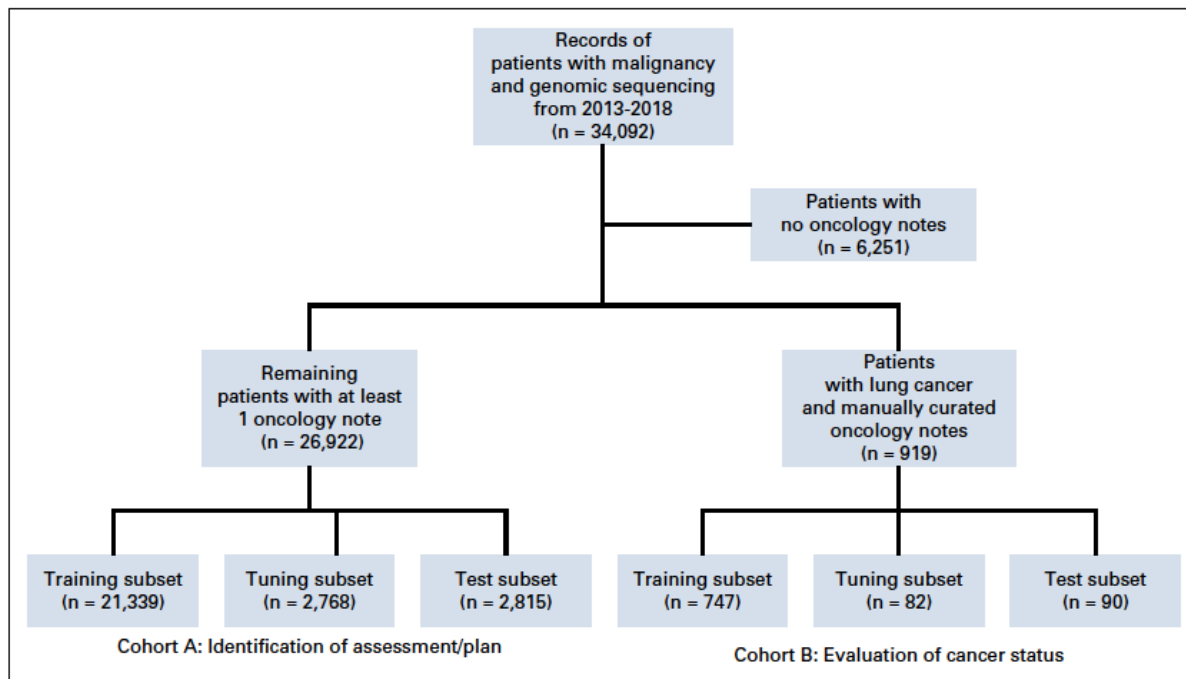 Records of
patients with malignancy
and genomic sequencing
from 2013-2018
(n = 34,092)
Patients with
no oncology notes
(n = 6,251)
Remaining
patients with at least
1 oncology note
(n = 26,922)
Patients
with lung cancer
and manually curated
oncology notes
(n = 919)
Training subset
(n = 21,339)
Tuning subset
(n = 2,768)
Test subset
(n = 2,815)
Training subset
(n = 747)
Tuning subset
(n = 82)
Test subset
(n = 90)
Cohort A: Identification of assessment/plan
Cohort B: Evaluation of cancer status